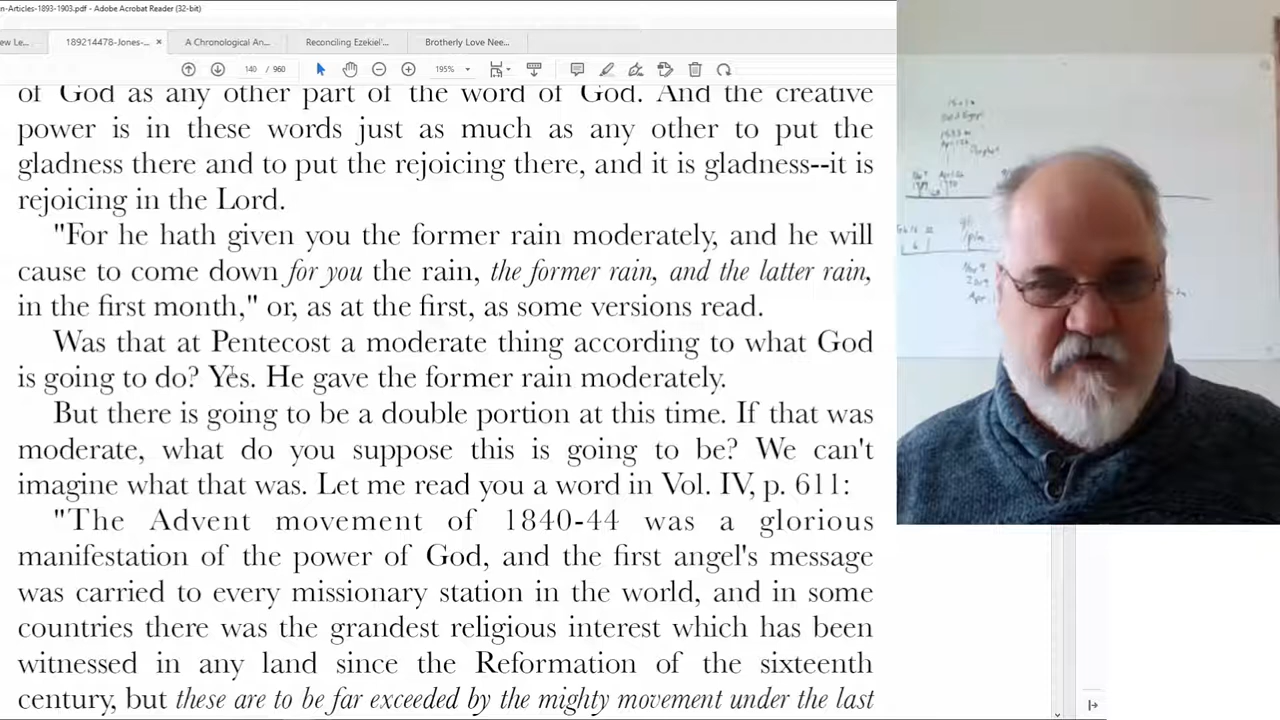 n-Articles-1893-1903.pdf - Adobe Acrobat Reader (32-bit)
ew Le...
189214478-Jones-... ×
A Chronological An...
Reconciling Ezekiel'...
Brotherly Love Nee...
140 / 960
195%
of God as any other part of the word of God. And the creative
power is in these words just as much as any other to put the
gladness there and to put the rejoicing there, and it is gladness--it is
rejoicing in the Lord.
"For he hath given you the former rain moderately, and he will
cause to come down for you the rain, the former rain, and the latter rain,
in the first month," or, as at the first, as some versions read.
Was that at Pentecost a moderate thing according to what God
is going to do? Yes. He gave the former rain moderately.
But there is going to be a double portion at this time. If that was
moderate, what do you suppose this is going to be? We can't
imagine what that was. Let me read you a word in Vol. IV, p. 611:
"The Advent movement of 1840-44 was a glorious
manifestation of the power of God, and the first angel's message
was carried to every missionary station in the world, and in some
countries there was the grandest religious interest which has been
witnessed in any land since the Reformation of the sixteenth
century, but these are to be far exceeded by the mighty movement under the last